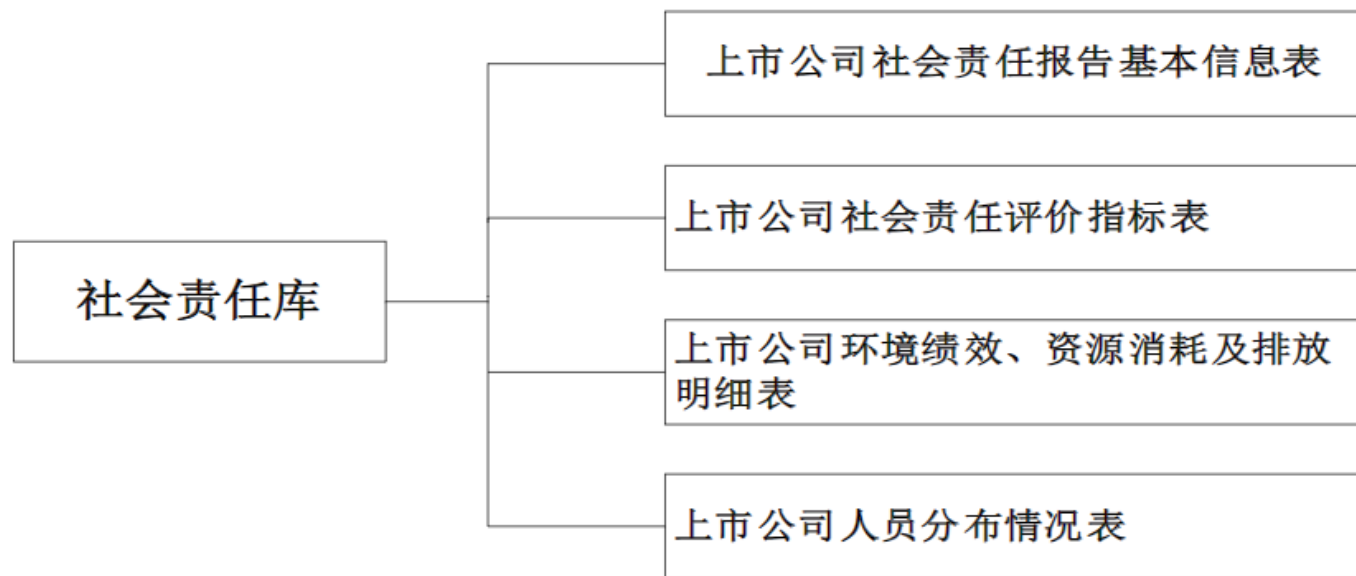 上市公司社会责任报告基本信息表
上市公司社会责任评价指标表
社会责任库
上市公司环境绩效、资源消耗及排放
明细表
上市公司人员分布情况表